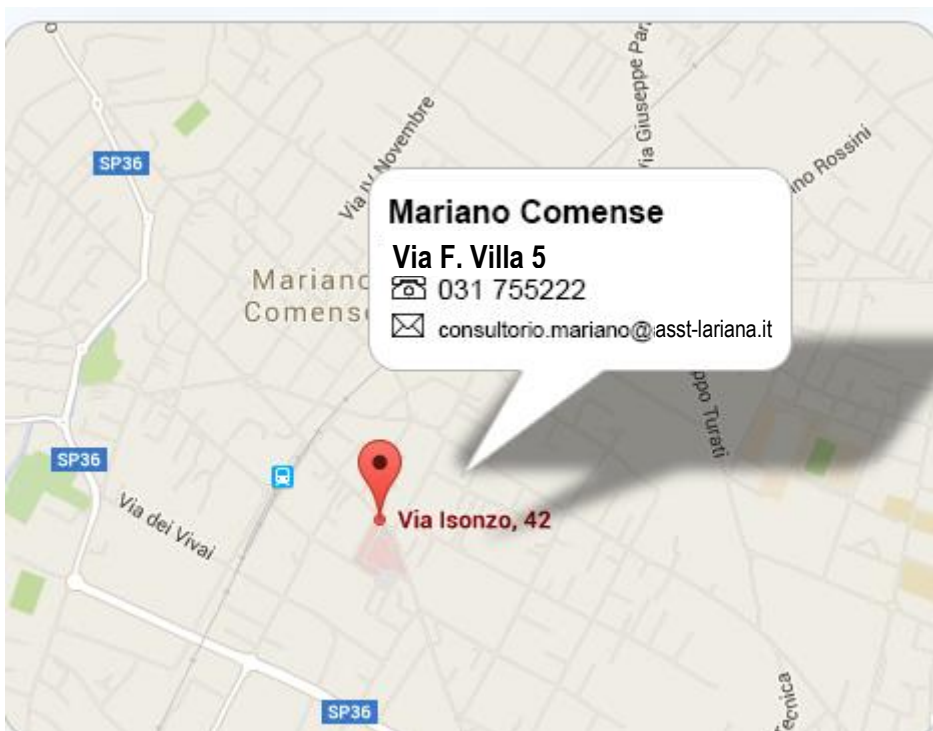 SP36
Via IV Novembre
Via Giuseppe
Rossini
Mariano Comense
Via F. Villa 5
031 755222
consultorio.mariano@asst-lariana.it
Mariano
Comense
Turati
SP36
Via dei Vivai
Via Isonzo, 42
SP36